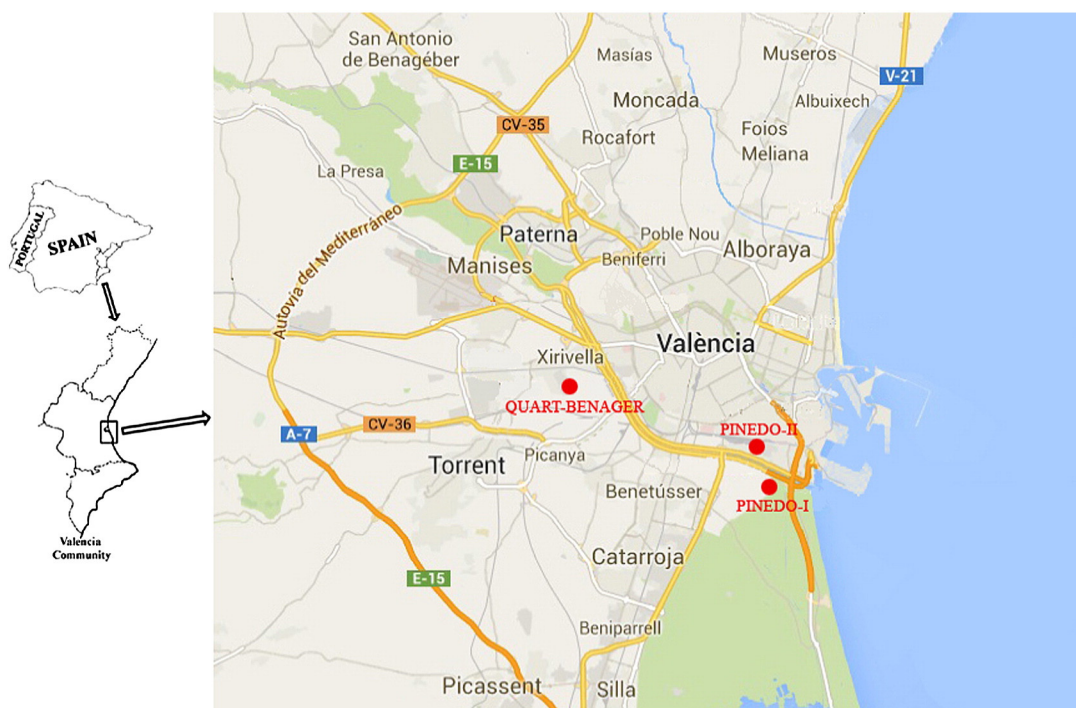 San Antonio
de Benagéber
Masías
Museros
V-21
Moncada
Albuixech
CV-35
Rocafort
Foios
Meliana
E-15
La Presa
PORTUGAL
SPAIN
Autovía del Mediterráneo
Paterna
Poble Nou
Alboraya
Manises
Beniferri
València
Xirivella
QUART-BENAGER
A-7
CV-36
PINEDO-II
Picanya
Torrent
Benetússer
PINEDO-I
Valencia
Community
Catarroja
E-15
Beniparrell
Picassent
Silla